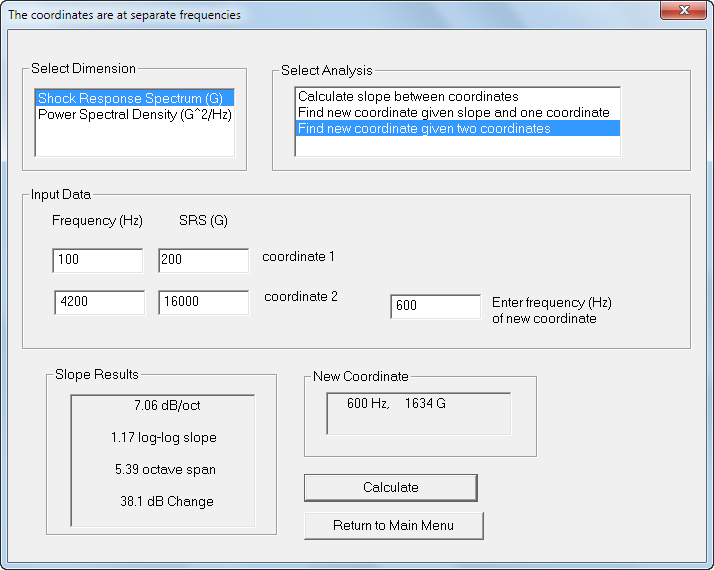 The coordinates are at separate frequencies
Select Dimension
Shock Response Spectrum (G)
Power Spectral Density (G^2/Hz)
Select Analysis
Calculate slope between coordinates
Find new coordinate given slope and one coordinate
Find new coordinate given two coordinates
Input Data
Frequency (Hz) SRS (G)
100 200 coordinate 1
4200 16000 coordinate 2
600 Enter frequency (Hz)
of new coordinate
Slope Results
7.06 dB/oct
1.17 log-log slope
5.39 octave span
38.1 dB Change
New Coordinate
600 Hz, 1634 G
Calculate
Return to Main Menu